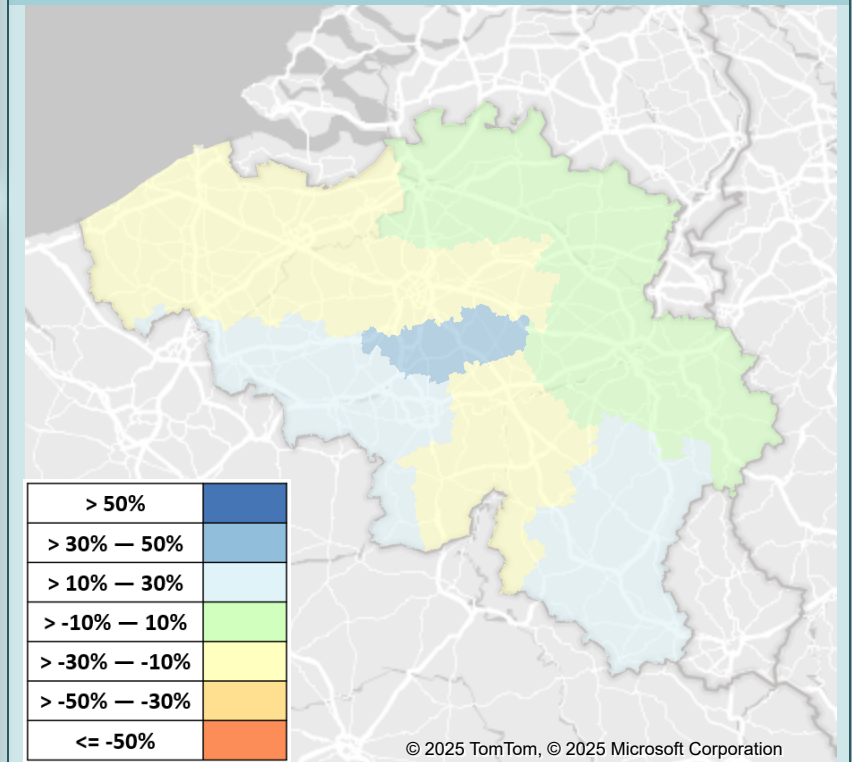 > 50%
> 30% — 50%
> 10% — 30%
> -10% — 10%
> -30% — -10%
> -50% — -30%
<= -50%
© 2025 TomTom, © 2025 Microsoft Corporation